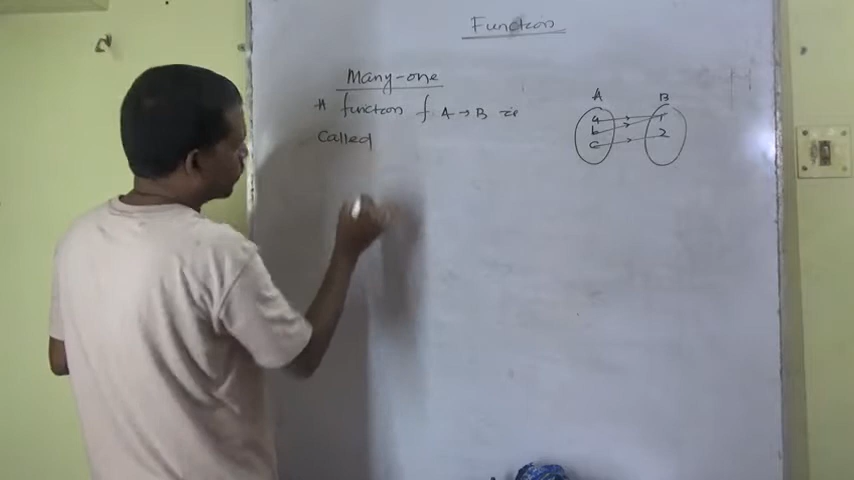 Function
Many-one
A function f A → B is
Called
A B
a 1
b 2
c